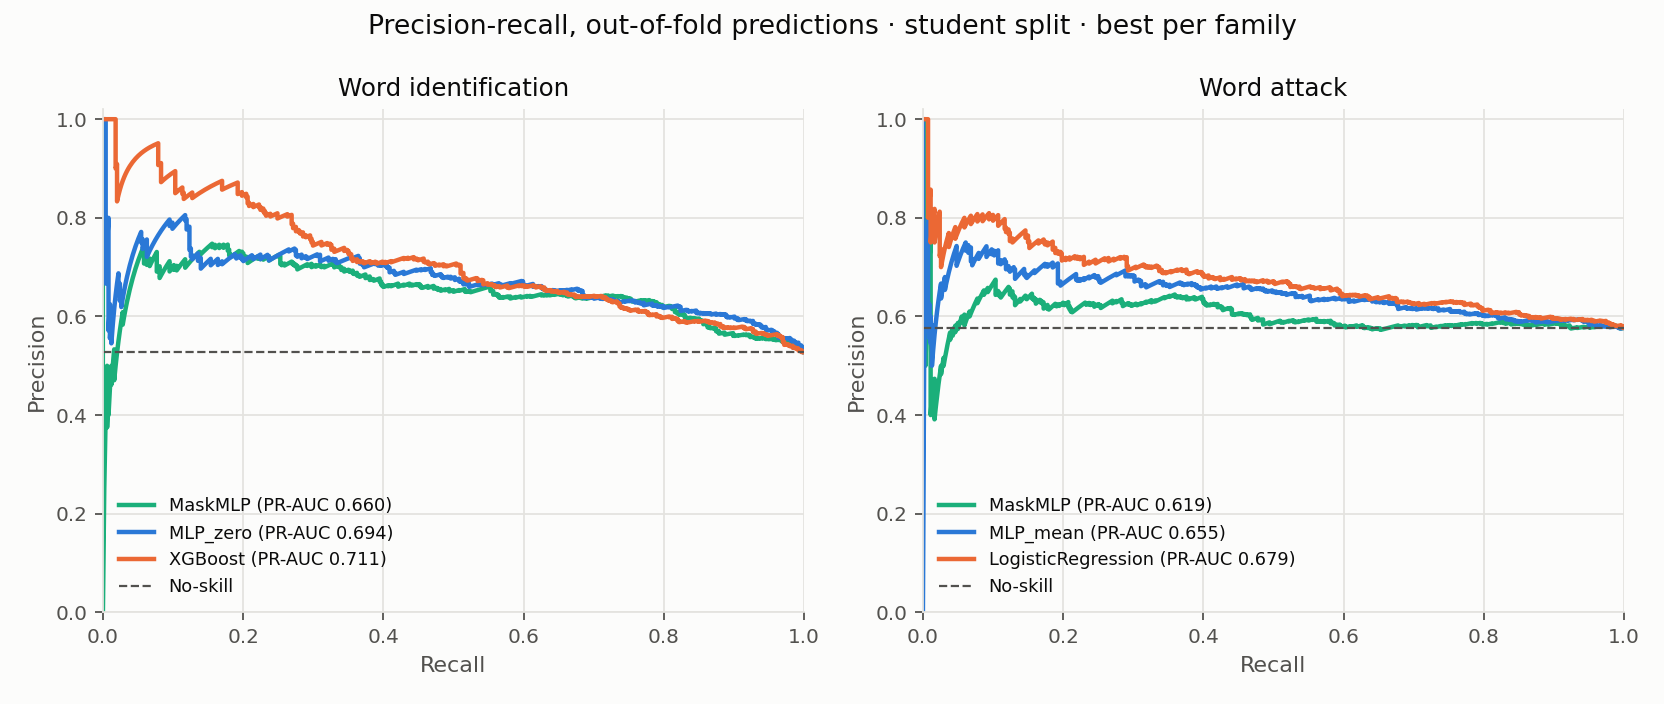 Precision-recall, out-of-fold predictions · student split · best per family
Word identification
Precision
1.0
0.8
0.6
0.4
0.2
0.0
MaskMLP (PR-AUC 0.660)
MLP_zero (PR-AUC 0.694)
XGBoost (PR-AUC 0.711)
No-skill
0.0 0.2 0.4 0.6 0.8 1.0
Recall
Word attack
Precision
1.0
0.8
0.6
0.4
0.2
0.0
MaskMLP (PR-AUC 0.619)
MLP_mean (PR-AUC 0.655)
LogisticRegression (PR-AUC 0.679)
No-skill
0.0 0.2 0.4 0.6 0.8 1.0
Recall